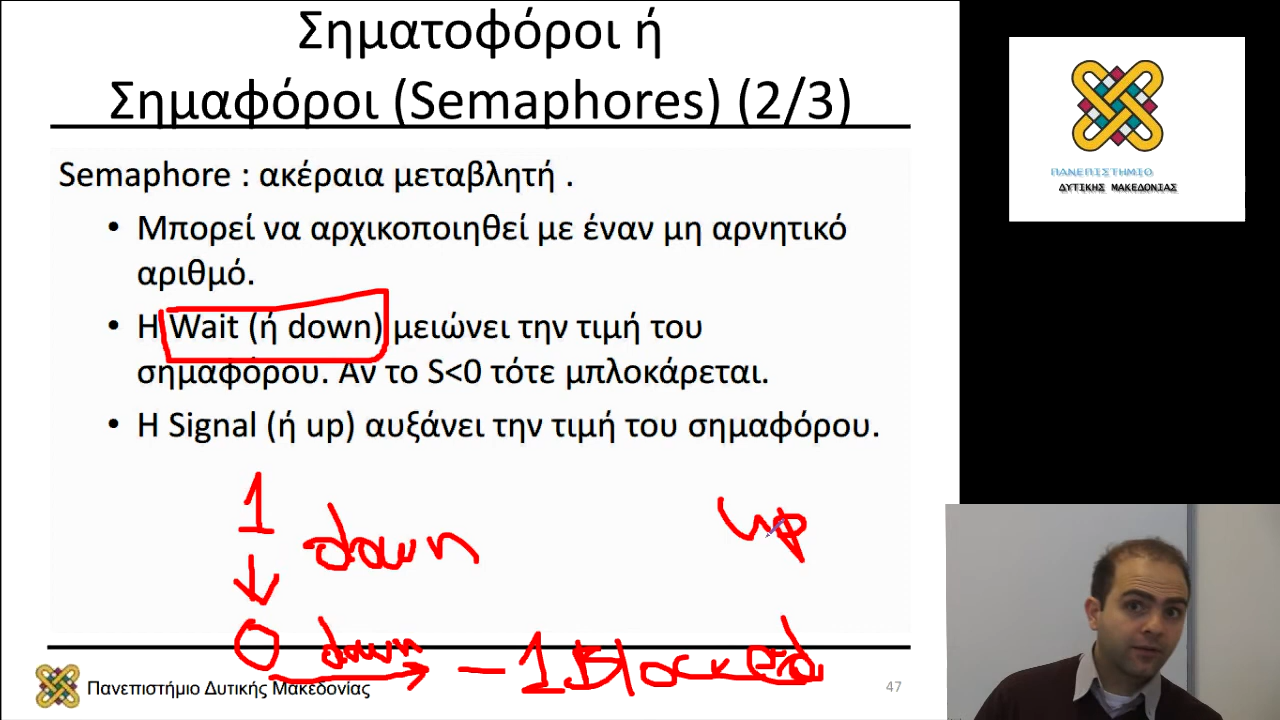 Σηματοφόροι ή
Σημαφόροι (Semaphores) (2/3)
Semaphore : ακέραια μεταβλητή .
• Μπορεί να αρχικοποιηθεί με έναν μη αρνητικό
αριθμό.
• Η Wait (ή down) μειώνει την τιμή του
σημαφόρου. Αν το S<0 τότε μπλοκάρεται.
• Η Signal (ή up) αυξάνει την τιμή του σημαφόρου.
1
down
up
0 down -1 Blocked
Πανεπιστήμιο Δυτικής Μακεδονίας
47
ΠΑΝΕΠΙΣΤΗΜΙΟ
ΔΥΤΙΚΗΣ ΜΑΚΕΔΟΝΙΑΣ